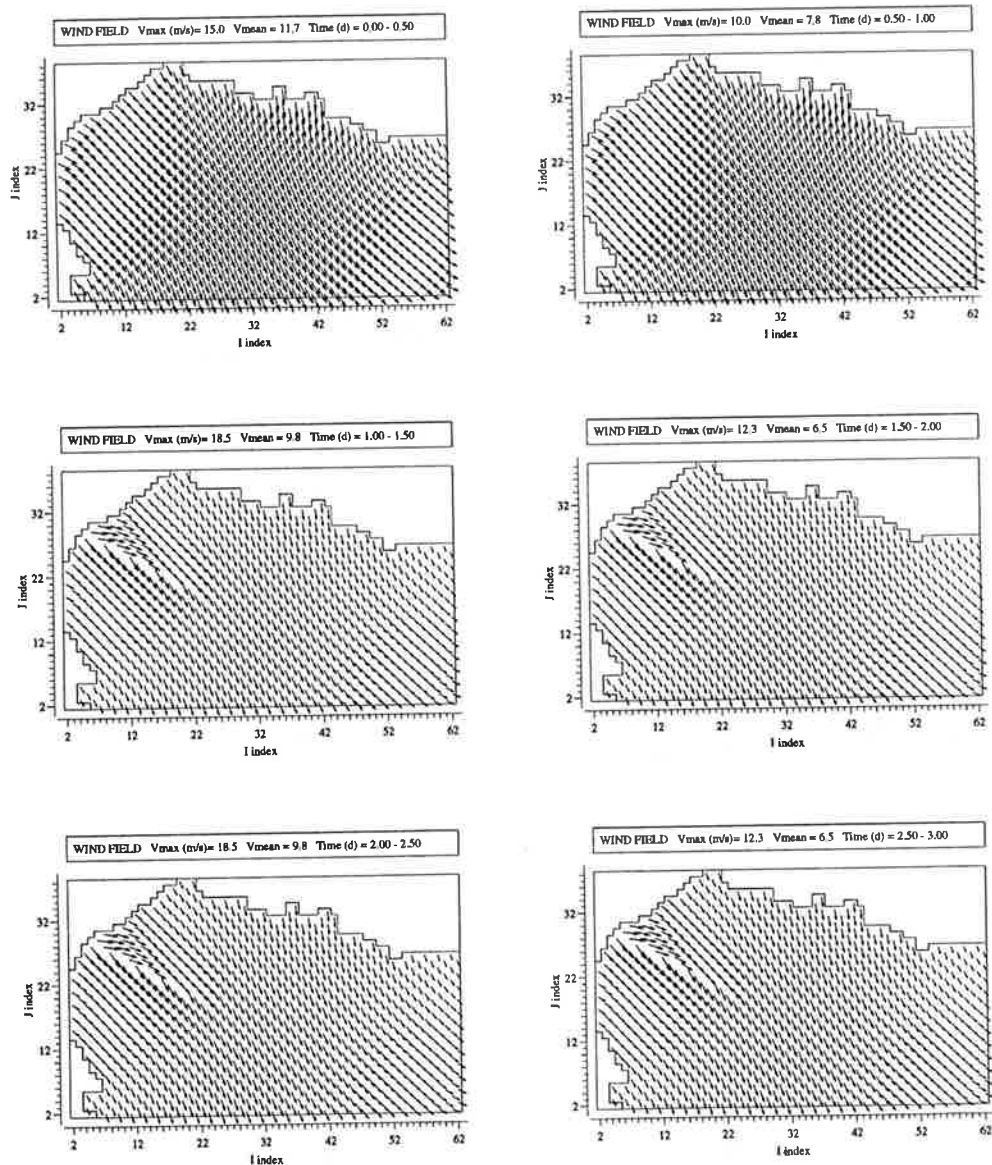 WIND FIELD Vmax (m/s)= 15.0 Vmean = 11.7 Time (d) = 0.00 - 0.50
J index
32
22
12
2
2 12 22 32 42 52 62
I index
WIND FIELD Vmax (m/s)= 10.0 Vmean = 7.8 Time (d) = 0.50 - 1.00
J index
32
22
12
2
2 12 22 32 42 52 62
I index
WIND FIELD Vmax (m/s)= 18.5 Vmean = 9.8 Time (d) = 1.00 - 1.50
J index
32
22
12
2
2 12 22 32 42 52 62
I index
WIND FIELD Vmax (m/s)= 12.3 Vmean = 6.5 Time (d) = 1.50 - 2.00
J index
32
22
12
2
2 12 22 32 42 52 62
I index
WIND FIELD Vmax (m/s)= 18.5 Vmean = 9.8 Time (d) = 2.00 - 2.50
J index
32
22
12
2
2 12 22 32 42 52 62
I index
WIND FIELD Vmax (m/s)= 12.3 Vmean = 6.5 Time (d) = 2.50 - 3.00
J index
32
22
12
2
2 12 22 32 42 52 62
I index